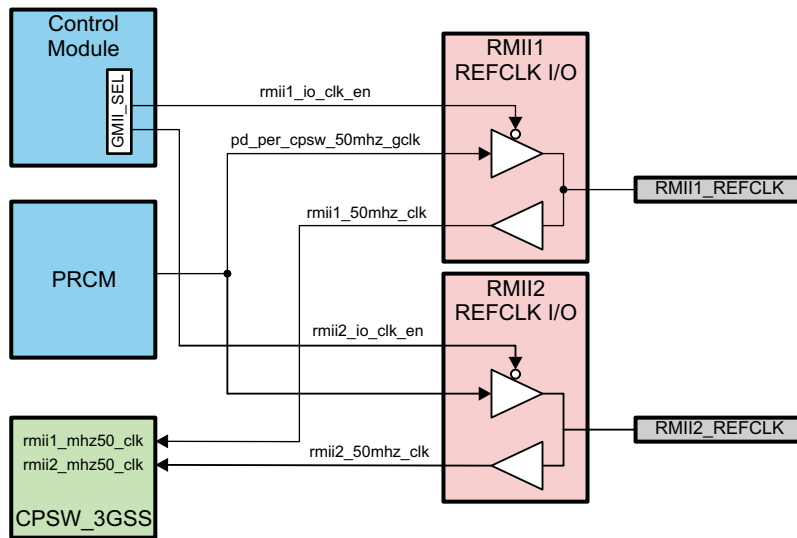 Control
Module
GMII_SEL
rmii1_io_clk_en
pd_per_cpsw_50mhz_gclk
rmii1_50mhz_clk
RMII1
REFCLK I/O
RMII1_REFCLK
PRCM
rmii2_io_clk_en
RMII2
REFCLK I/O
RMII2_REFCLK
rmii2_50mhz_clk
rmii1_mhz50_clk
rmii2_mhz50_clk
CPSW_3GSS